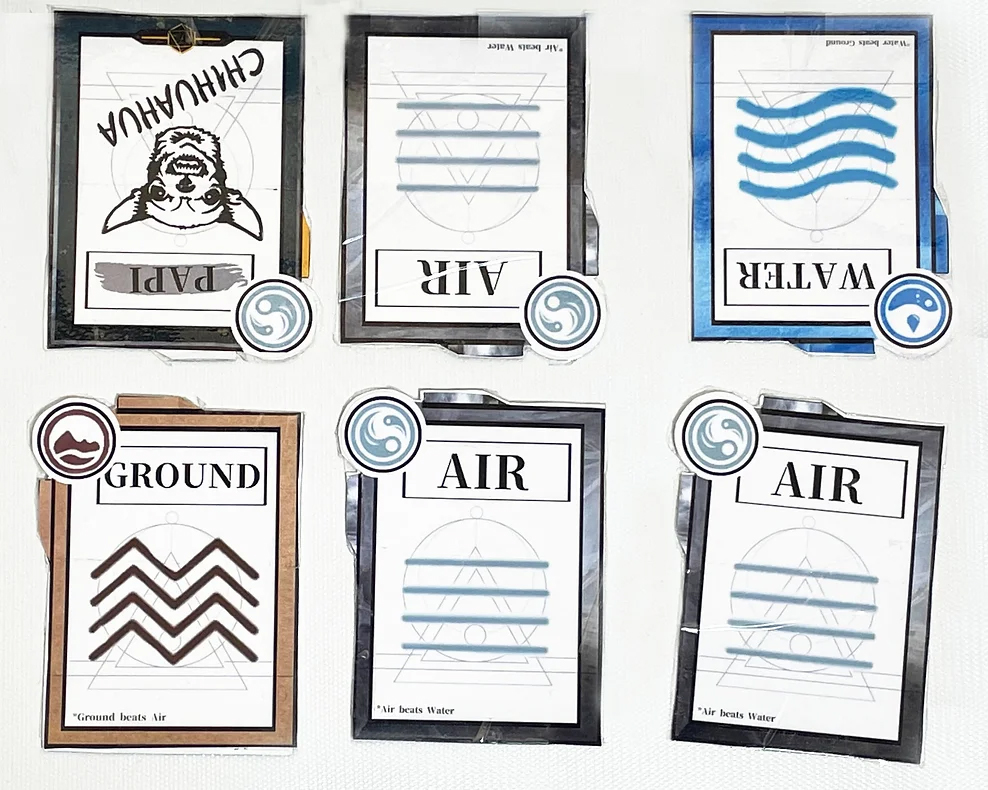 CHIHUAHUA
PAPI
*Air beats Water
AIR
*Water beats Ground
WATER
GROUND
*Ground beats Air
AIR
*Air beats Water
AIR
*Air beats Water